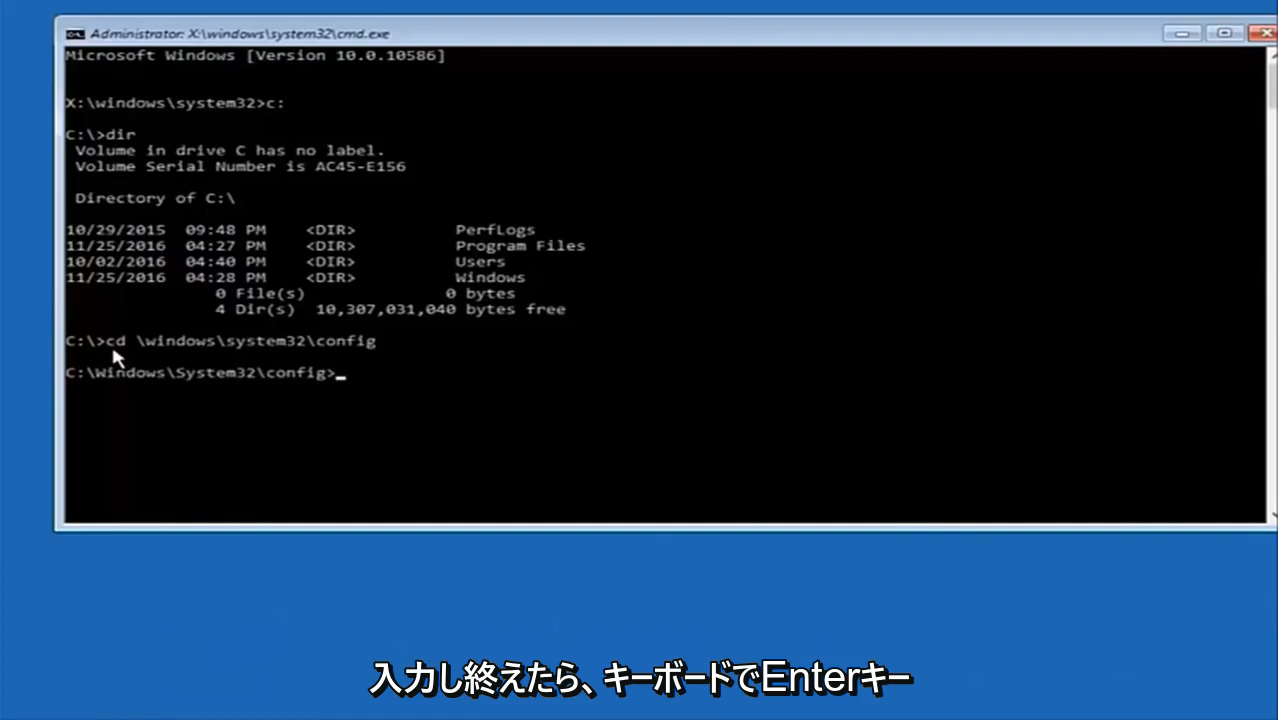 Administrator: X:\windows\system32\cmd.exe
Microsoft Windows [Version 10.0.10586]
X:\windows\system32>c:
C:\>dir
Volume in drive C has no label.
Volume Serial Number is AC45-E156
Directory of C:\
10/29/2015 09:48 PM <DIR> PerfLogs
11/25/2016 04:27 PM <DIR> Program Files
10/02/2016 04:40 PM <DIR> Users
11/25/2016 04:28 PM <DIR> Windows
0 File(s) 0 bytes
4 Dir(s) 10,307,031,040 bytes free
C:\>cd \windows\system32\config
C:\Windows\System32\config>_
入力し終えたら、キーボードでEnterキー